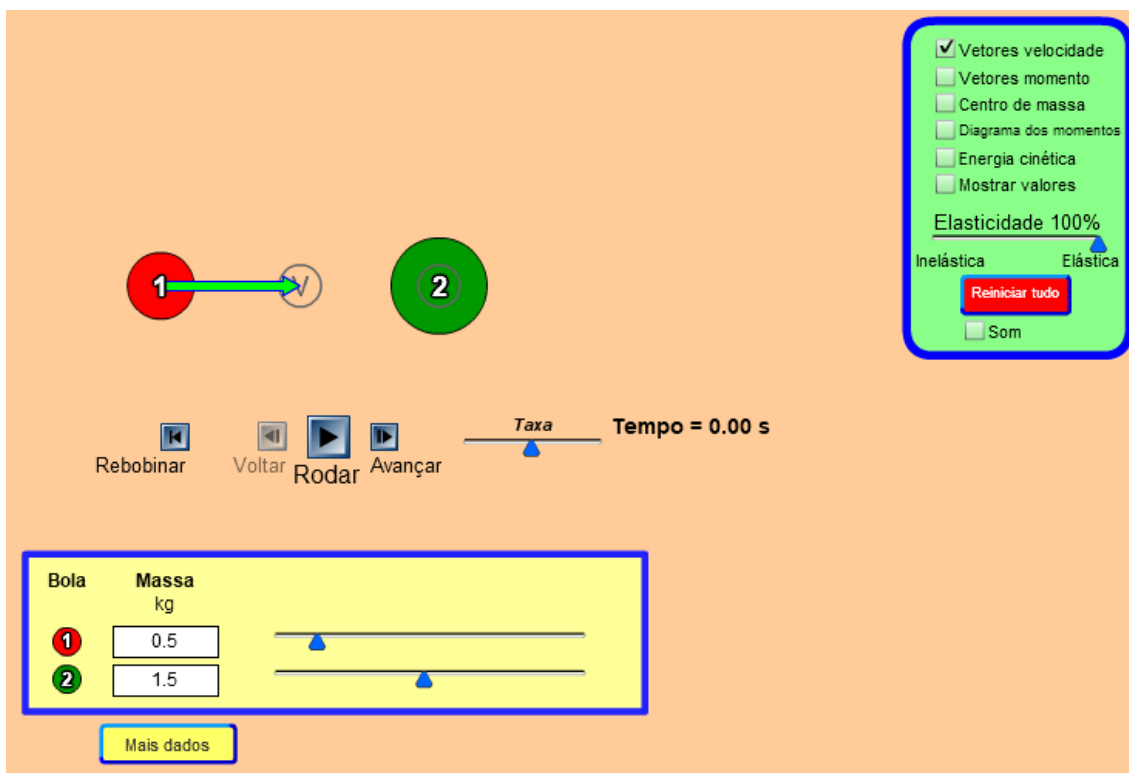 Vetores velocidade
Vetores momento
Centro de massa
Diagrama dos momentos
Energia cinética
Mostrar valores
Elasticidade 100%
Inelástica Elástica
Reiniciar tudo
Som
1 V 2
Taxa Tempo = 0.00 s
Rebobinar Voltar Rodar Avançar
Bola Massa
kg
1 0.5
2 1.5
Mais dados